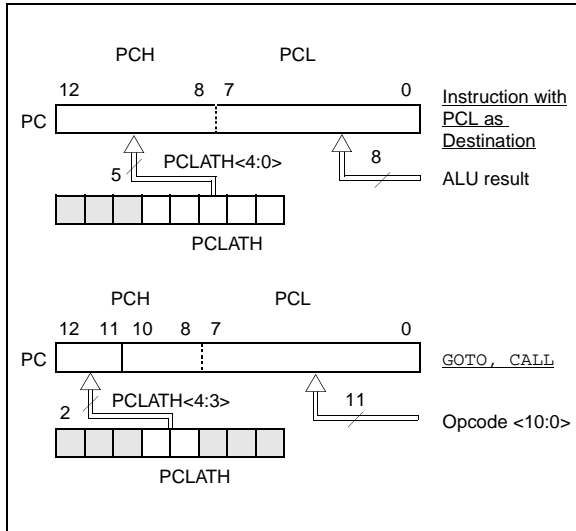 PCH PCL
12 8 7 0
PC
Instruction with
PCL as
Destination
5 PCLATH<4:0>
8
ALU result
PCLATH
PCH PCL
12 11 10 8 7 0
PC
GOTO, CALL
2 PCLATH<4:3>
11
Opcode <10:0>
PCLATH